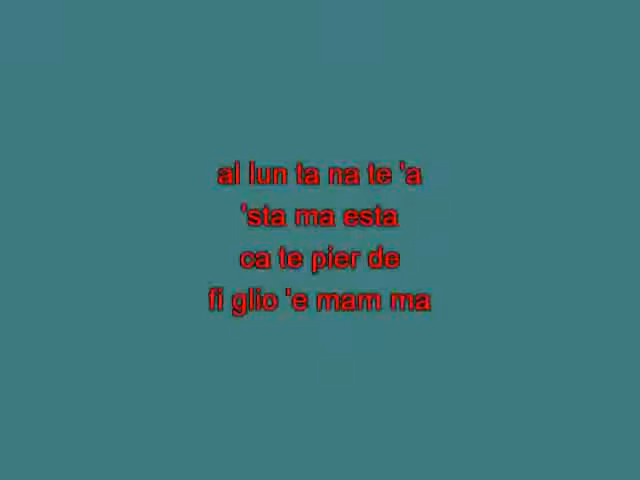 al lun ta na te 'a
'sta ma esta
ca te pier de
fi glio 'e mam ma